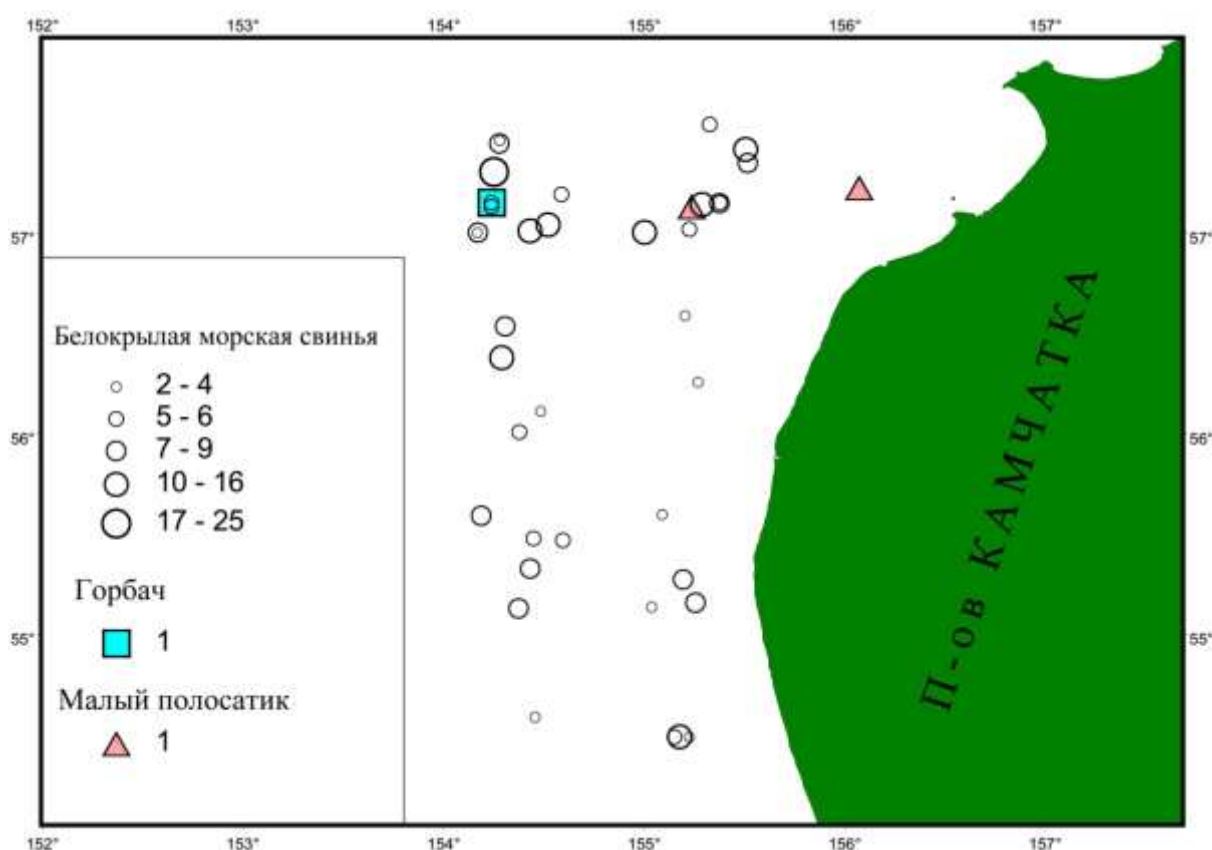 152° 153° 154° 155° 156° 157°
57° 57°
Белокрылая морская свинья
2 - 4
5 - 6
7 - 9
10 - 16
17 - 25
56° 56°
Горбач
1
55° 55°
Малый полосатик
1
П-ов КАМЧАТКА
152° 153° 154° 155° 156° 157°